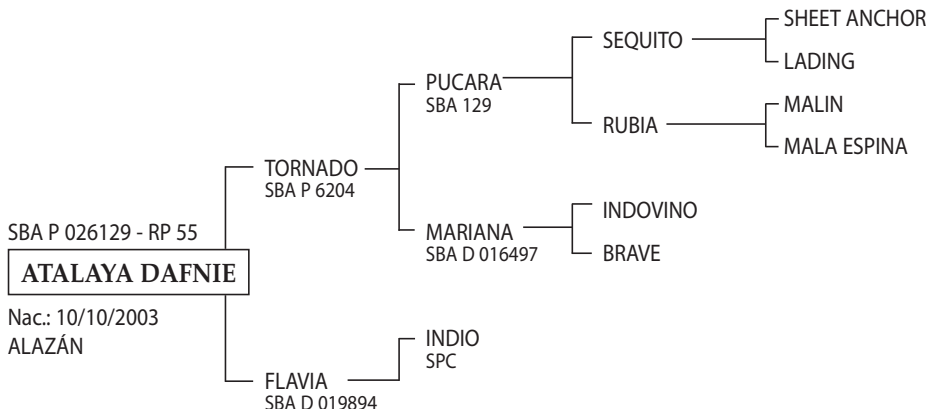 SHEET ANCHOR
SEQUITO
LADING
PUCARA
SBA 129
MALIN
RUBIA
MALA ESPINA
TORNADO
SBA P 6204
INDOVINO
MARIANA
SBA D 016497
BRAVE
SBA P 026129 - RP 55
ATALAYA DAFNIE
Nac.: 10/10/2003
ALAZÁN
INDIO
SPC
FLAVIA
SBA D 019894